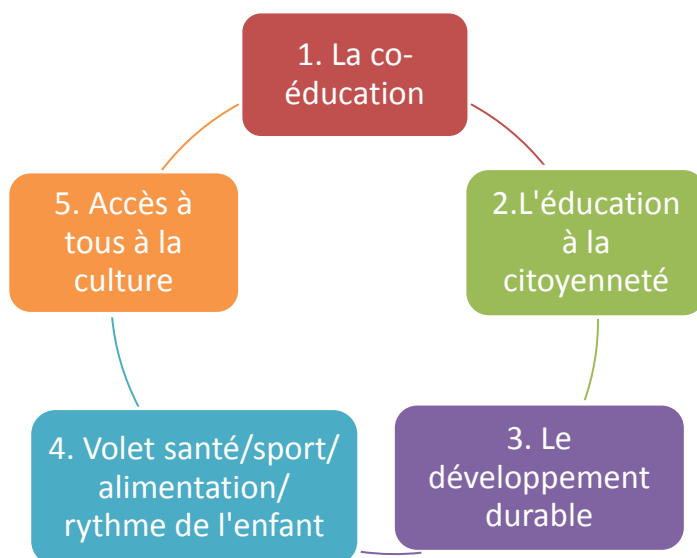 1. La co-
éducation
2.L'éducation
à la
citoyenneté
3. Le
développement
durable
4. Volet santé/sport/
alimentation/
rythme de l'enfant
5. Accès à
tous à la
culture